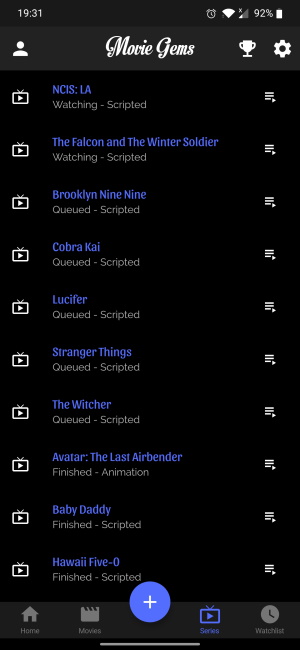 19:31
92%
Movie Gems
NCIS: LA
Watching - Scripted
The Falcon and The Winter Soldier
Watching - Scripted
Brooklyn Nine Nine
Queued - Scripted
Cobra Kai
Queued - Scripted
Lucifer
Queued - Scripted
Stranger Things
Queued - Scripted
The Witcher
Queued - Scripted
Avatar: The Last Airbender
Finished - Animation
Baby Daddy
Finished - Scripted
Hawaii Five-0
Finished - Scripted
Home
Movies
Series
Watchlist